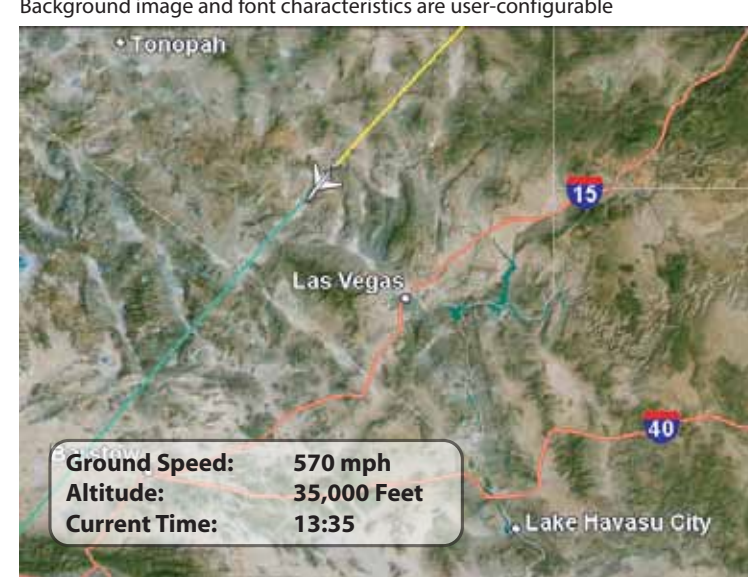 Background image and font characteristics are user-configurable
Tonopah
15
Las Vegas
40
Barstow
Ground Speed: 570 mph
Altitude: 35,000 Feet
Current Time: 13:35
Lake Havasu City